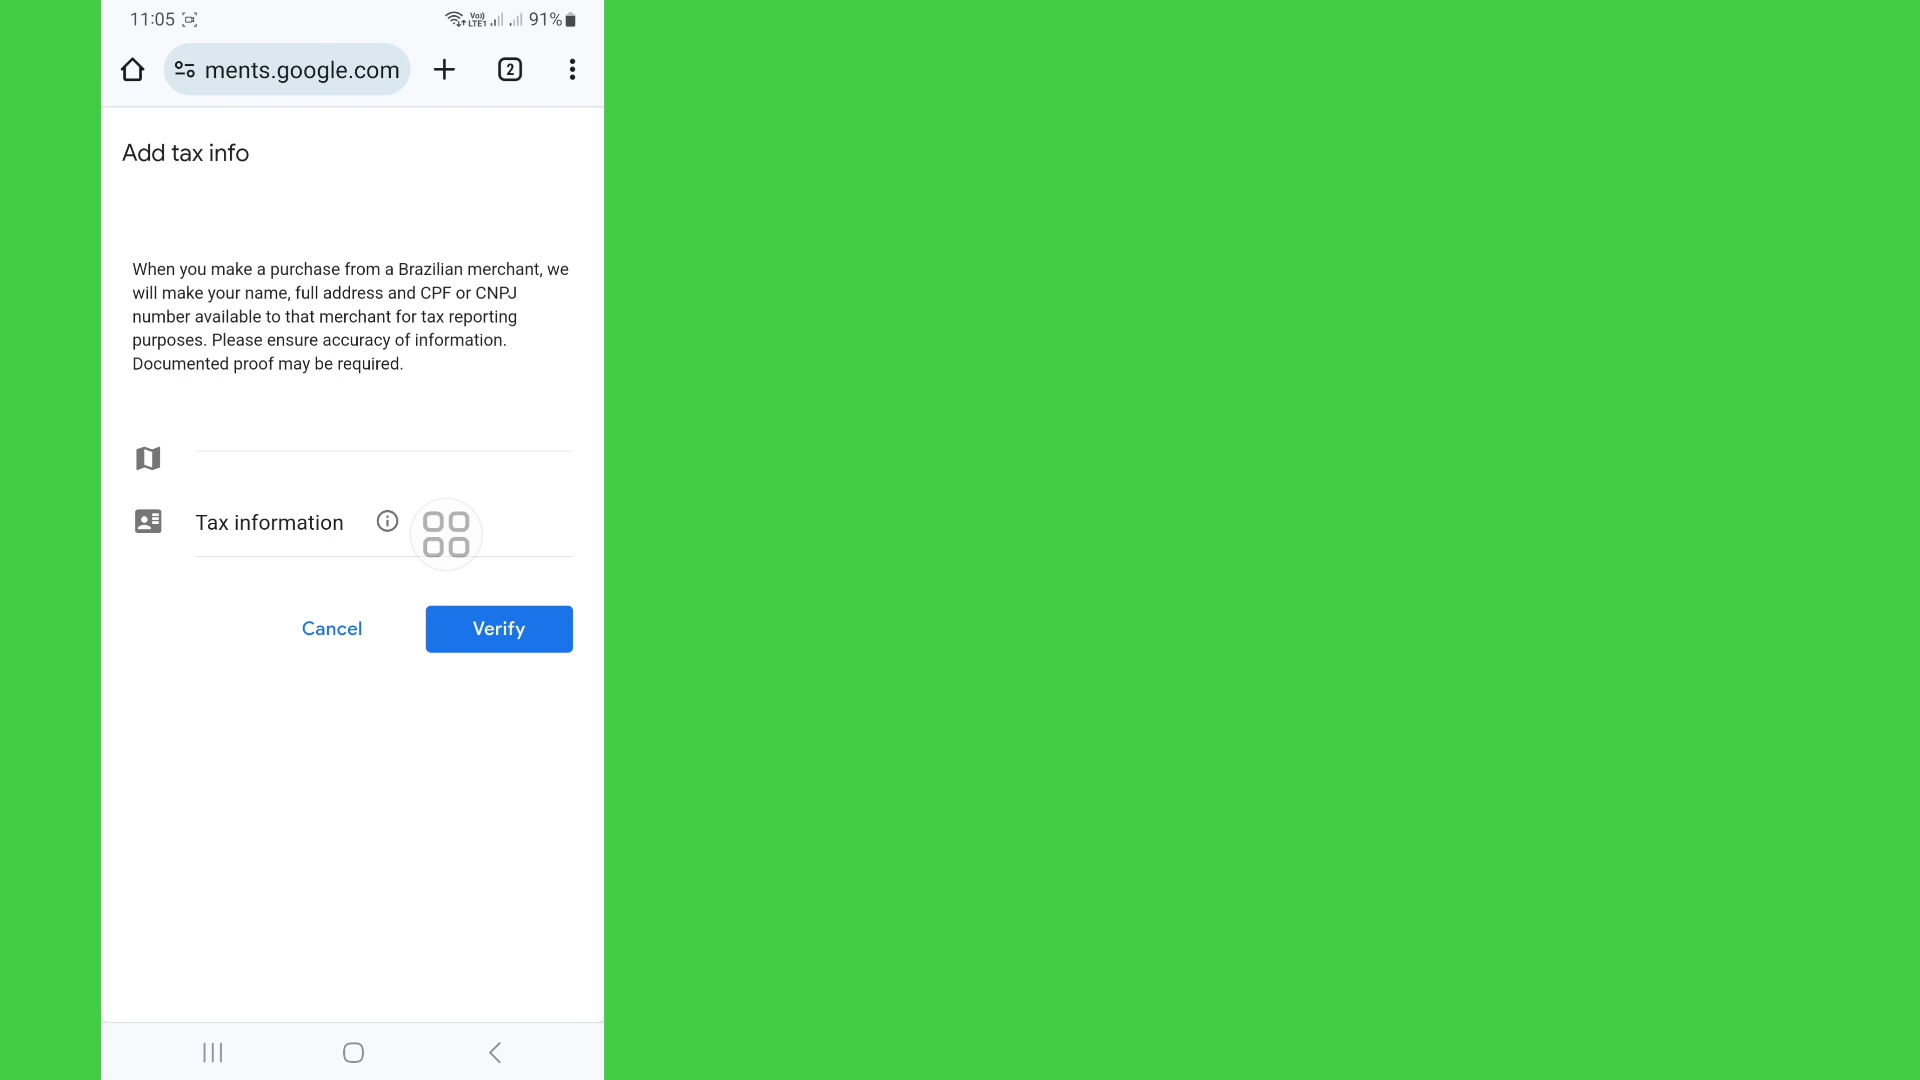 11:05
Vo)) LTE1 91%
ments.google.com
2
Add tax info
When you make a purchase from a Brazilian merchant, we
will make your name, full address and CPF or CNPJ
number available to that merchant for tax reporting
purposes. Please ensure accuracy of information.
Documented proof may be required.
Tax information
Cancel
Verify